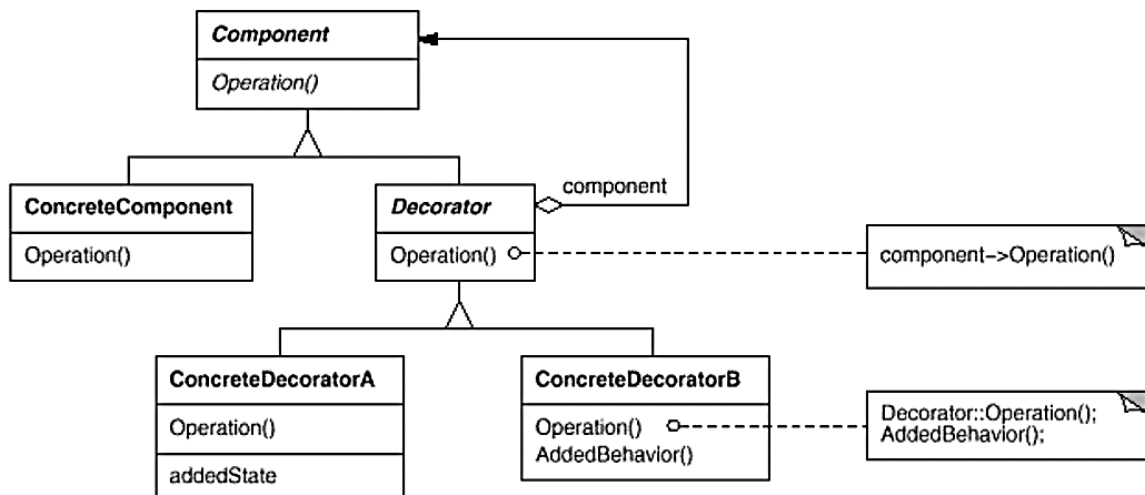 Component
Operation()
component
ConcreteComponent
Operation()
Decorator
Operation()
component->Operation()
ConcreteDecoratorA
Operation()
addedState
ConcreteDecoratorB
Operation()
AddedBehavior()
Decorator::Operation();
AddedBehavior();